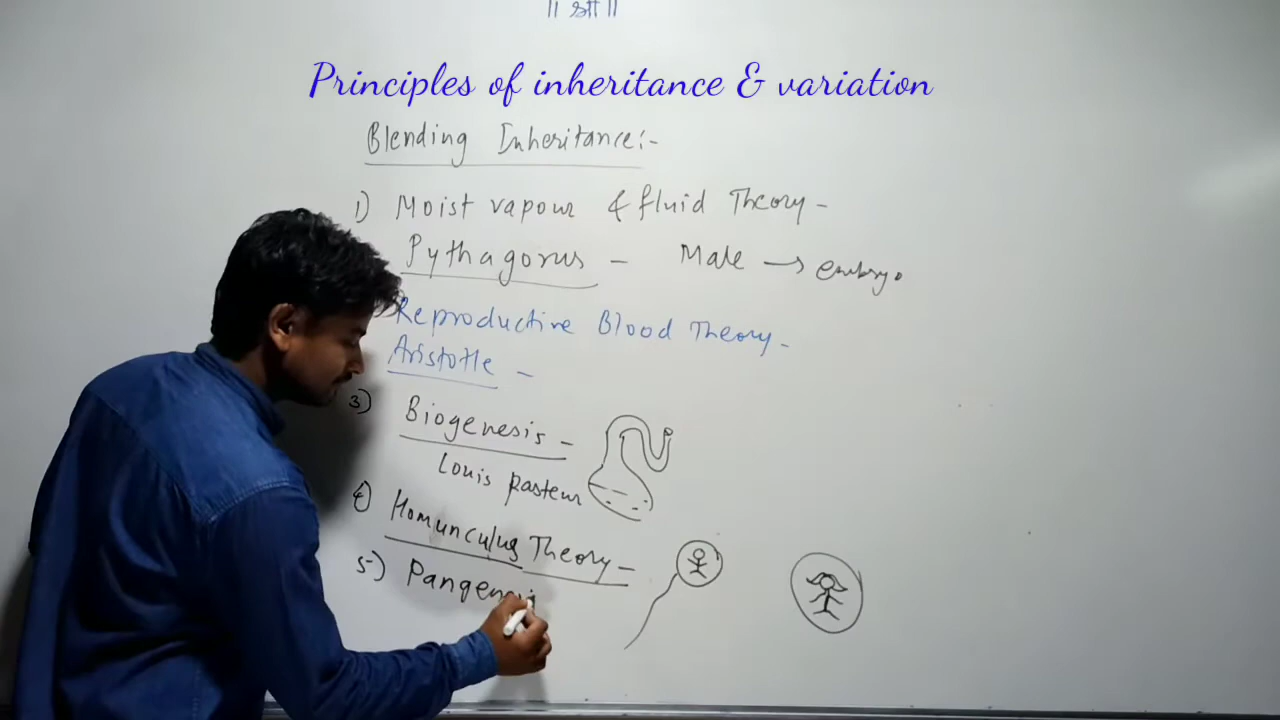 ॥ श्री ॥
Principles of inheritance & variation
Blending Inheritance:-
1) Moist vapour & fluid Theory -
Pythagorus - Male → embryo
Reproductive Blood Theory -
Aristotle -
3) Biogenesis -
Louis pasteur
4) Homunculus Theory -
5) Pangenesi